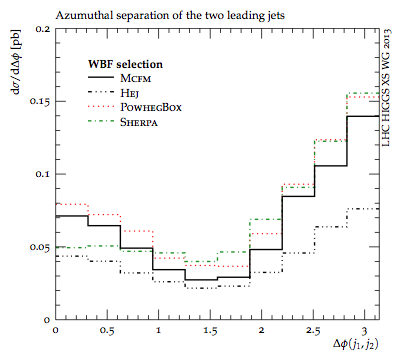 Azumuthal separation of the two leading jets
dσ/dΔϕ [pb]
WBF selection
MCFM
HEJ
POWHEGBOX
SHERPA
LHC HIGGS XS WG 2013
0.2
0.15
0.1
0.05
0
0 0.5 1 1.5 2 2.5 3
Δϕ(j₁, j₂)